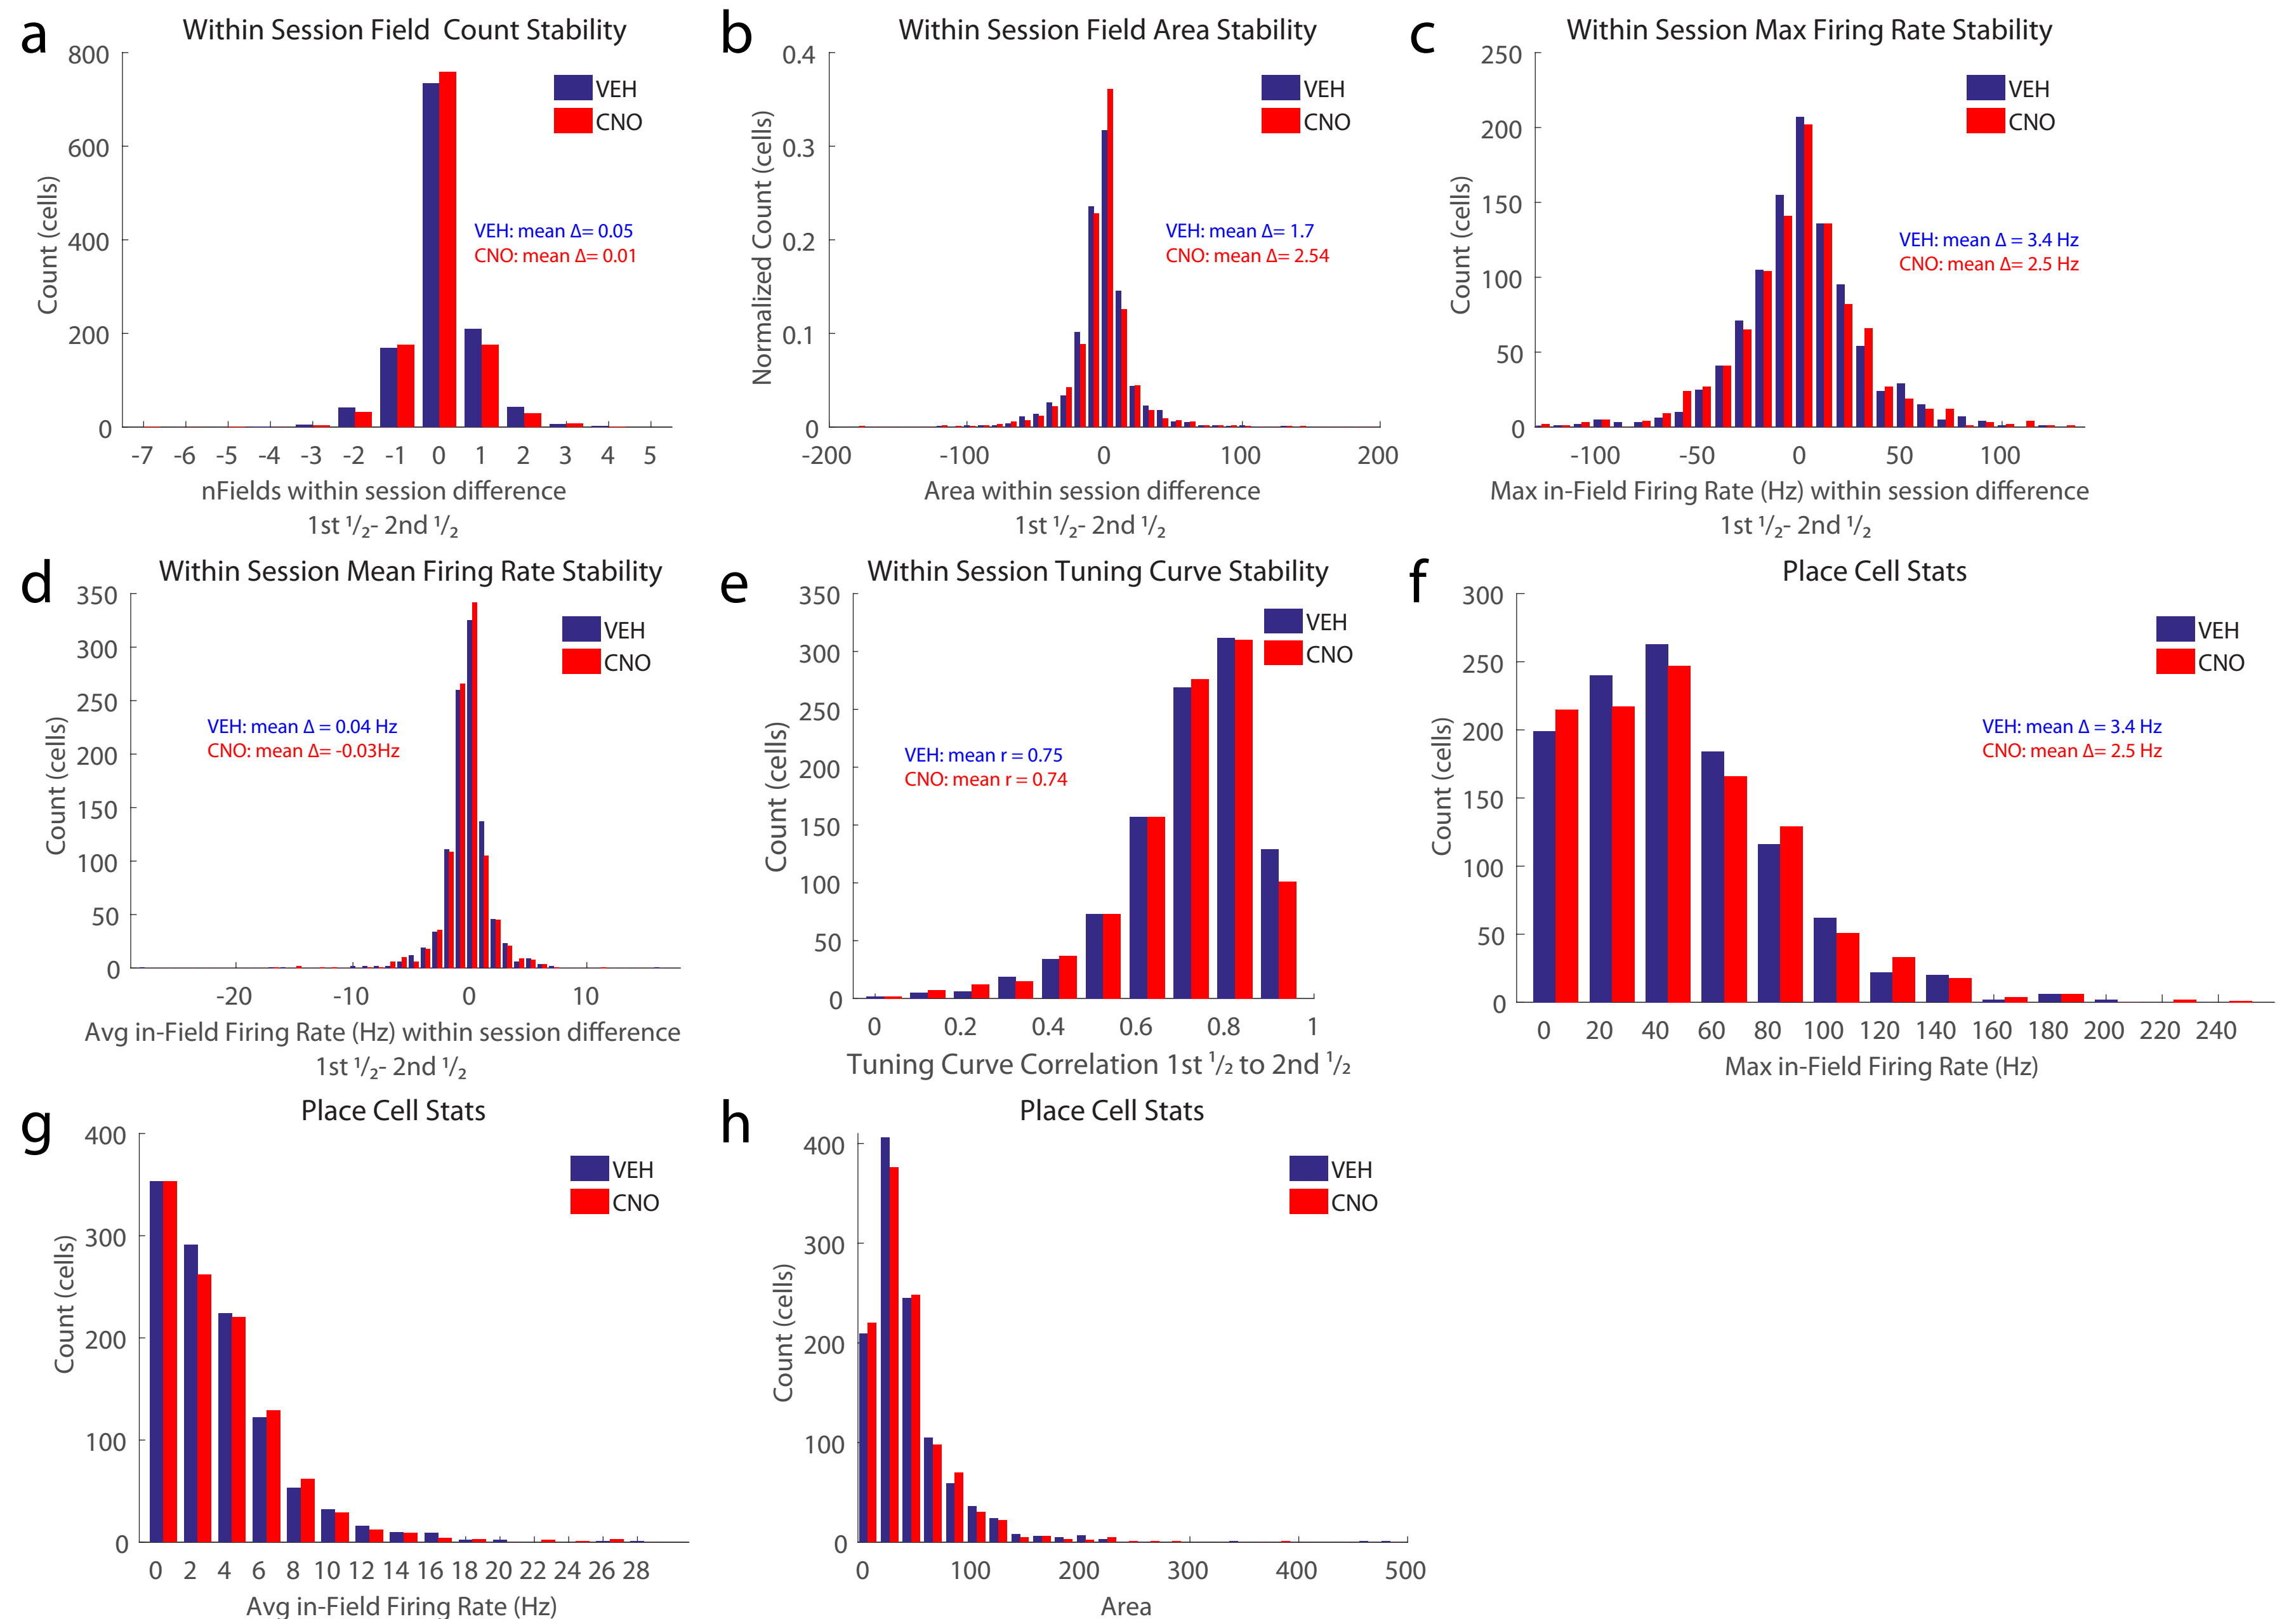 a
Within Session Field Count Stability
800
600
400
200
0
Count (cells)
VEH
CNO
VEH: mean Δ= 0.05
CNO: mean Δ= 0.01
-7 -6 -5 -4 -3 -2 -1 0 1 2 3 4 5
nFields within session difference
1st ¹/₂- 2nd ¹/₂
b
Within Session Field Area Stability
0.4
0.3
0.2
0.1
0
Normalized Count (cells)
VEH
CNO
VEH: mean Δ= 1.7
CNO: mean Δ= 2.54
-200 -100 0 100 200
Area within session difference
1st ¹/₂- 2nd ¹/₂
c
Within Session Max Firing Rate Stability
250
200
150
100
50
0
Count (cells)
VEH
CNO
VEH: mean Δ = 3.4 Hz
CNO: mean Δ= 2.5 Hz
-100 -50 0 50 100
Max in-Field Firing Rate (Hz) within session difference
1st ¹/₂- 2nd ¹/₂
d
Within Session Mean Firing Rate Stability
350
300
250
200
150
100
50
0
Count (cells)
VEH
CNO
VEH: mean Δ = 0.04 Hz
CNO: mean Δ= -0.03Hz
-20 -10 0 10
Avg in-Field Firing Rate (Hz) within session difference
1st ¹/₂- 2nd ¹/₂
e
Within Session Tuning Curve Stability
350
300
250
200
150
100
50
0
Count (cells)
VEH
CNO
VEH: mean r = 0.75
CNO: mean r = 0.74
0 0.2 0.4 0.6 0.8 1
Tuning Curve Correlation 1st ¹/₂ to 2nd ¹/₂
f
Place Cell Stats
300
250
200
150
100
50
0
Count (cells)
VEH
CNO
VEH: mean Δ = 3.4 Hz
CNO: mean Δ= 2.5 Hz
0 20 40 60 80 100 120 140 160 180 200 220 240
Max in-Field Firing Rate (Hz)
g
Place Cell Stats
400
300
200
100
0
Count (cells)
VEH
CNO
0 2 4 6 8 10 12 14 16 18 20 22 24 26 28
Avg in-Field Firing Rate (Hz)
h
Place Cell Stats
400
300
200
100
0
Count (cells)
VEH
CNO
0 100 200 300 400 500
Area